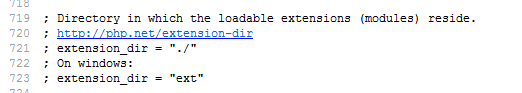 718
719 ; Directory in which the loadable extensions (modules) reside.
720 ; http://php.net/extension-dir
721 ; extension_dir = "./"
722 ; On windows:
723 ; extension_dir = "ext"
724